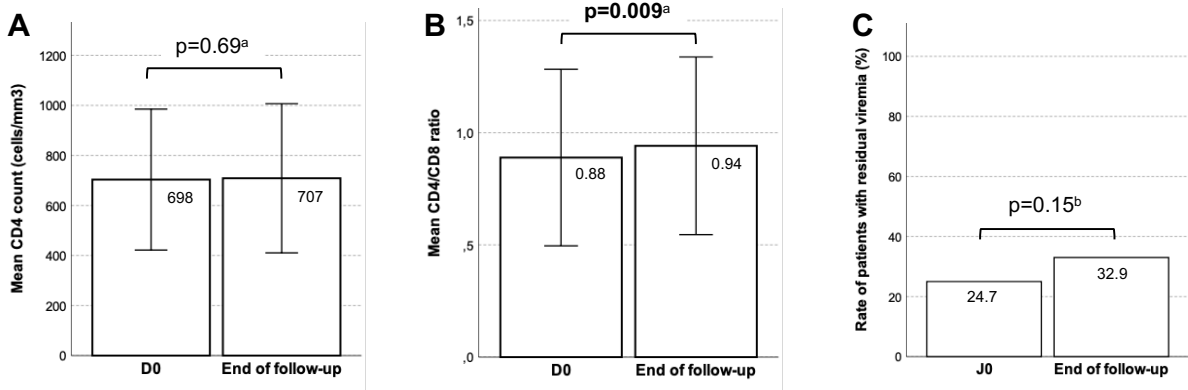 A
Mean CD4 count (cells/mm3)
p=0.69ᵃ
1200
1000
800
600
400
200
0
698
707
D0
End of follow-up
B
Mean CD4/CD8 ratio
p=0.009ᵃ
1,5
1,0
,5
,0
0.88
0.94
D0
End of follow-up
C
Rate of patients with residual viremia (%)
100
80
60
40
20
0
p=0.15ᵇ
24.7
32.9
J0
End of follow-up